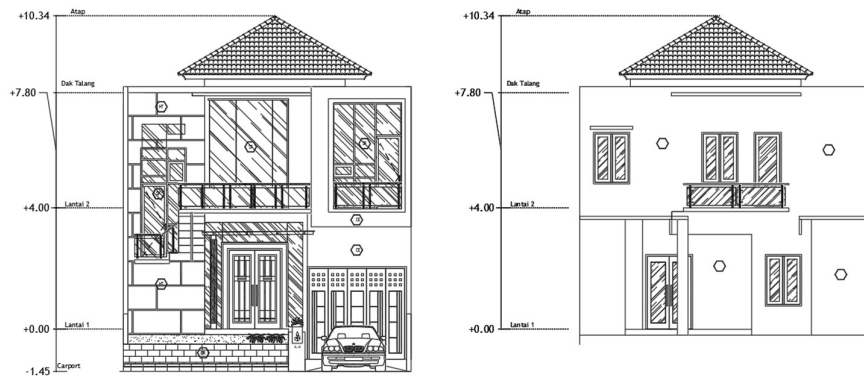 +10.34 Atap
Dak Talang
+7.80
+4.00 Lantai 2
+0.00 Lantai 1
-1.45 Carport
+10.34 Atap
Dak Talang
+7.80
+4.00 Lantai 2
+0.00 Lantai 1